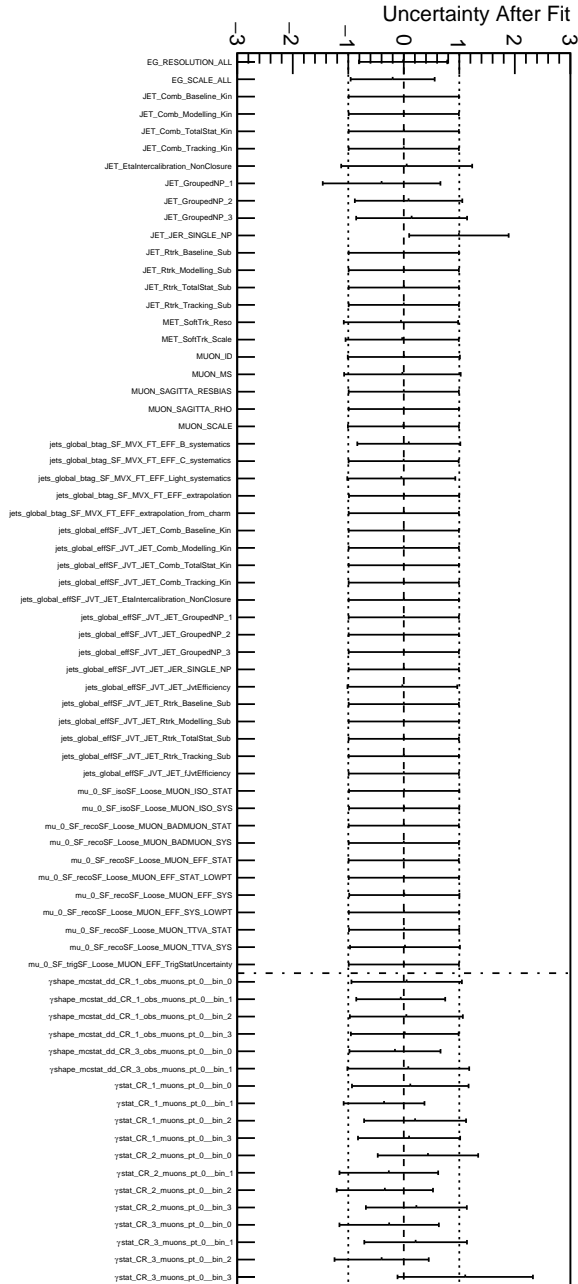 Uncertainty After Fit
−3 −2 −1 0 1 2 3
EG_RESOLUTION_ALL
EG_SCALE_ALL
JET_Comb_Baseline_Kin
JET_Comb_Modelling_Kin
JET_Comb_TotalStat_Kin
JET_Comb_Tracking_Kin
JET_EtaIntercalibration_NonClosure
JET_GroupedNP_1
JET_GroupedNP_2
JET_GroupedNP_3
JET_JER_SINGLE_NP
JET_Rtrk_Baseline_Sub
JET_Rtrk_Modelling_Sub
JET_Rtrk_TotalStat_Sub
JET_Rtrk_Tracking_Sub
MET_SoftTrk_Reso
MET_SoftTrk_Scale
MUON_ID
MUON_MS
MUON_SAGITTA_RESBIAS
MUON_SAGITTA_RHO
MUON_SCALE
jets_global_btag_SF_MVX_FT_EFF_B_systematics
jets_global_btag_SF_MVX_FT_EFF_C_systematics
jets_global_btag_SF_MVX_FT_EFF_Light_systematics
jets_global_btag_SF_MVX_FT_EFF_extrapolation
jets_global_btag_SF_MVX_FT_EFF_extrapolation_from_charm
jets_global_effSF_JVT_JET_Comb_Baseline_Kin
jets_global_effSF_JVT_JET_Comb_Modelling_Kin
jets_global_effSF_JVT_JET_Comb_TotalStat_Kin
jets_global_effSF_JVT_JET_Comb_Tracking_Kin
jets_global_effSF_JVT_JET_EtaIntercalibration_NonClosure
jets_global_effSF_JVT_JET_GroupedNP_1
jets_global_effSF_JVT_JET_GroupedNP_2
jets_global_effSF_JVT_JET_GroupedNP_3
jets_global_effSF_JVT_JET_JER_SINGLE_NP
jets_global_effSF_JVT_JET_JvtEfficiency
jets_global_effSF_JVT_JET_Rtrk_Baseline_Sub
jets_global_effSF_JVT_JET_Rtrk_Modelling_Sub
jets_global_effSF_JVT_JET_Rtrk_TotalStat_Sub
jets_global_effSF_JVT_JET_Rtrk_Tracking_Sub
jets_global_effSF_JVT_JET_fJvtEfficiency
mu_0_SF_isoSF_Loose_MUON_ISO_STAT
mu_0_SF_isoSF_Loose_MUON_ISO_SYS
mu_0_SF_recoSF_Loose_MUON_BADMUON_STAT
mu_0_SF_recoSF_Loose_MUON_BADMUON_SYS
mu_0_SF_recoSF_Loose_MUON_EFF_STAT
mu_0_SF_recoSF_Loose_MUON_EFF_STAT_LOWPT
mu_0_SF_recoSF_Loose_MUON_EFF_SYS
mu_0_SF_recoSF_Loose_MUON_EFF_SYS_LOWPT
mu_0_SF_recoSF_Loose_MUON_TTVA_STAT
mu_0_SF_recoSF_Loose_MUON_TTVA_SYS
mu_0_SF_trigSF_Loose_MUON_EFF_TrigStatUncertainty
γshape_mcstat_dd_CR_1_obs_muons_pt_0__bin_0
γshape_mcstat_dd_CR_1_obs_muons_pt_0__bin_1
γshape_mcstat_dd_CR_1_obs_muons_pt_0__bin_2
γshape_mcstat_dd_CR_1_obs_muons_pt_0__bin_3
γshape_mcstat_dd_CR_3_obs_muons_pt_0__bin_0
γshape_mcstat_dd_CR_3_obs_muons_pt_0__bin_1
γstat_CR_1_muons_pt_0__bin_0
γstat_CR_1_muons_pt_0__bin_1
γstat_CR_1_muons_pt_0__bin_2
γstat_CR_1_muons_pt_0__bin_3
γstat_CR_2_muons_pt_0__bin_0
γstat_CR_2_muons_pt_0__bin_1
γstat_CR_2_muons_pt_0__bin_2
γstat_CR_2_muons_pt_0__bin_3
γstat_CR_3_muons_pt_0__bin_0
γstat_CR_3_muons_pt_0__bin_1
γstat_CR_3_muons_pt_0__bin_2
γstat_CR_3_muons_pt_0__bin_3